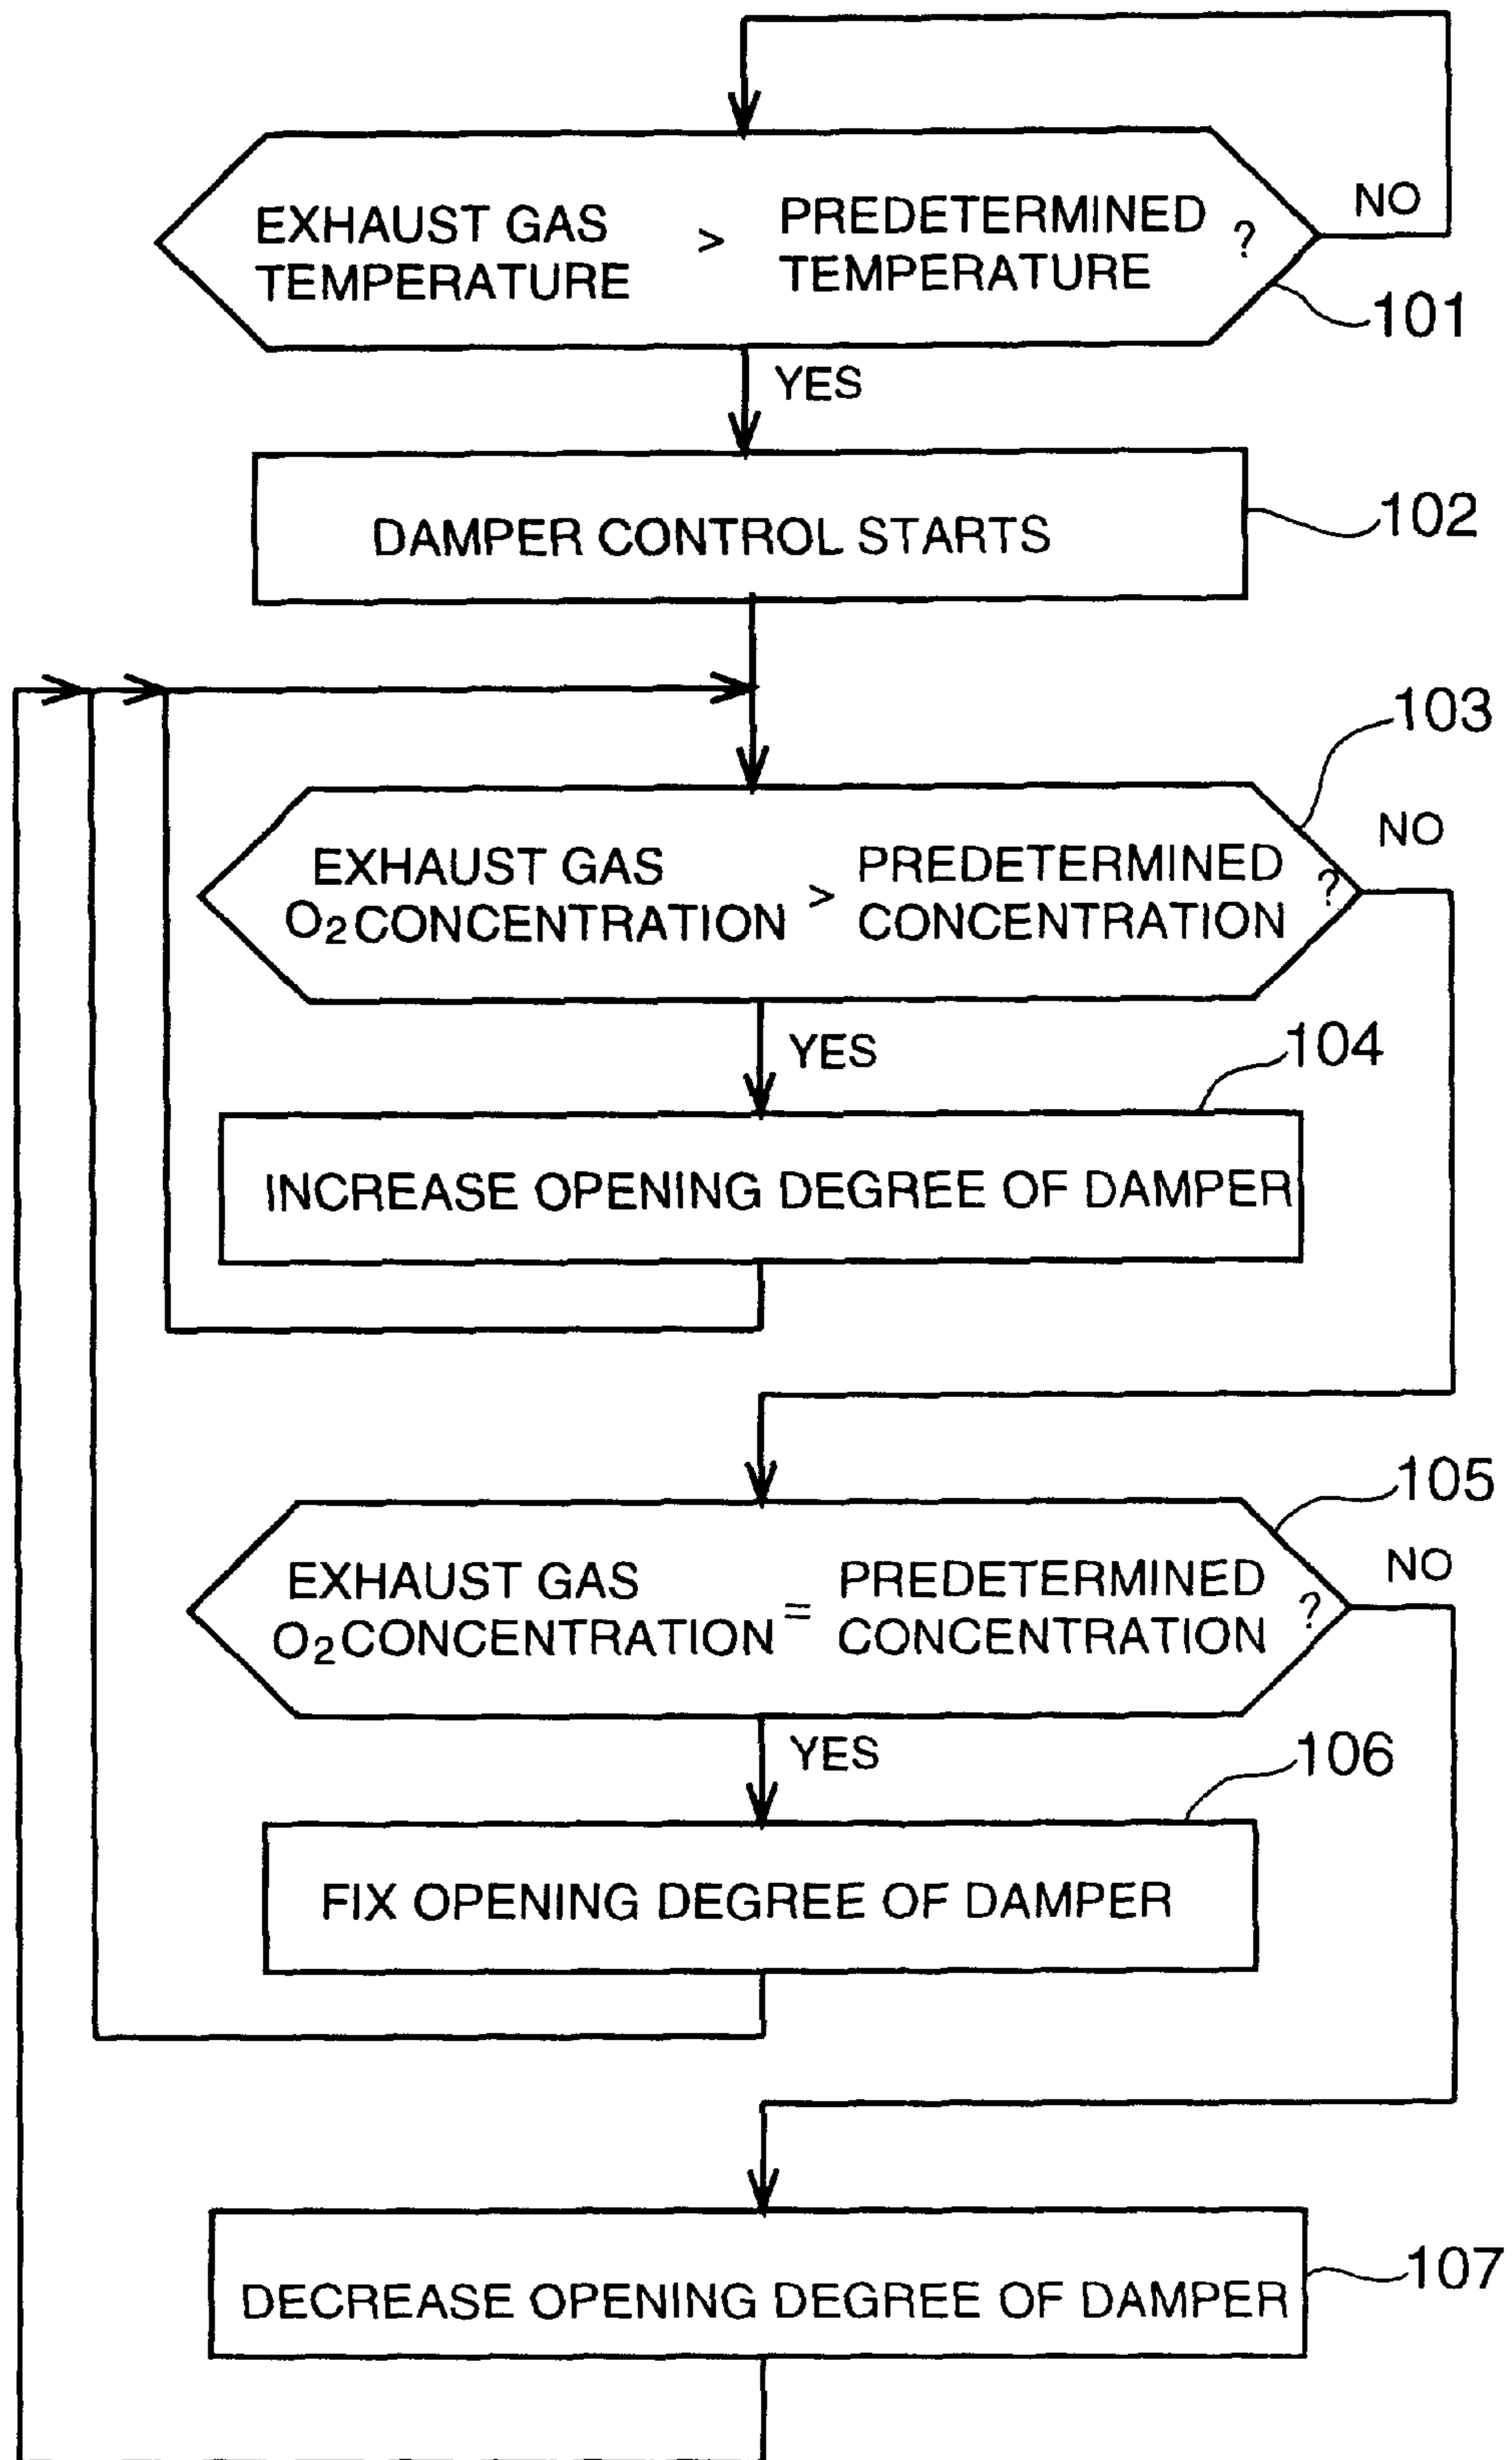 NO
EXHAUST GAS TEMPERATURE > PREDETERMINED TEMPERATURE ?
101
YES
DAMPER CONTROL STARTS
102
103
NO
EXHAUST GAS O2 CONCENTRATION > PREDETERMINED CONCENTRATION ?
YES
104
INCREASE OPENING DEGREE OF DAMPER
105
NO
EXHAUST GAS O2 CONCENTRATION = PREDETERMINED CONCENTRATION ?
YES
106
FIX OPENING DEGREE OF DAMPER
107
DECREASE OPENING DEGREE OF DAMPER